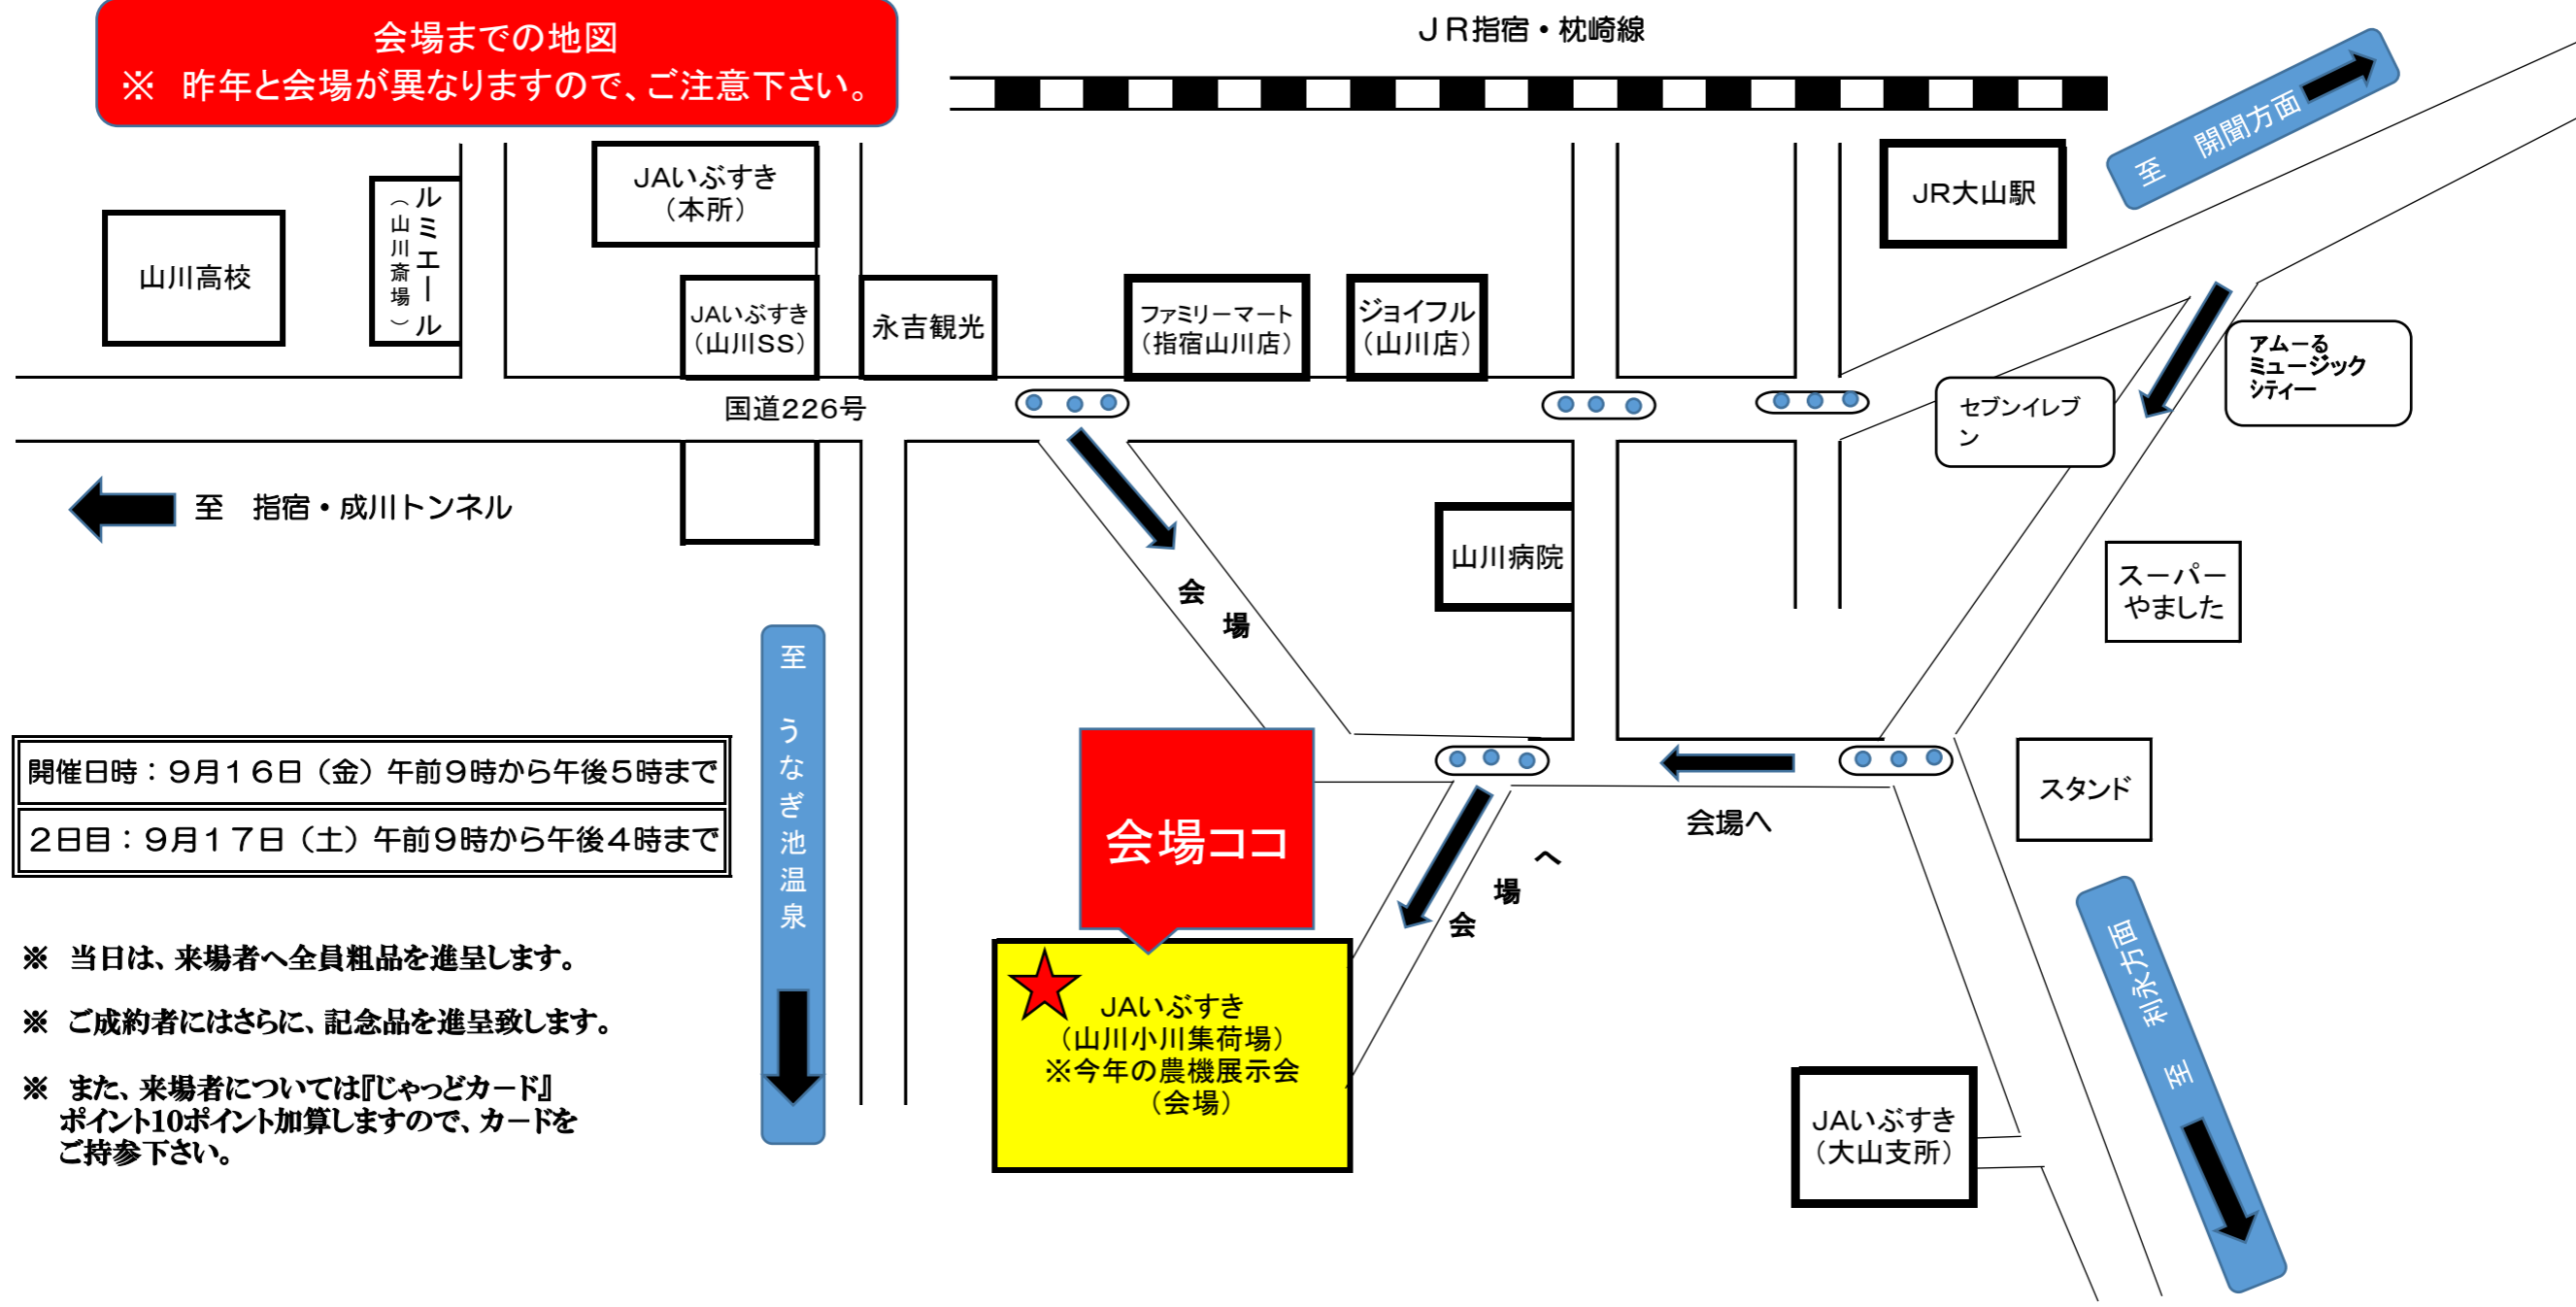 会場までの地図
※　昨年と会場が異なりますので、ご注意下さい。
ＪＲ指宿・枕崎線
至　開聞方面
JAいぶすき
（本所）
ルミエール
（山川斎場）
JR大山駅
山川高校
JAいぶすき
（山川SS）
永吉観光
ファミリーマート
（指宿山川店）
ジョイフル
（山川店）
アムーる
ミュージック
シティー
国道226号
セブンイレブ
ン
至　指宿・成川トンネル
山川病院
スーパー
やました
会場
至　うなぎ池温泉
開催日時：９月１６日（金）午前９時から午後５時まで
２日目：９月１７日（土）午前９時から午後４時まで
会場ココ
会場へ
会場へ
スタンド
至　利永方面
※　当日は、来場者へ全員粗品を進呈します。
※　ご成約者にはさらに、記念品を進呈致します。
※　また、来場者については『じゃっどカード』
ポイント10ポイント加算しますので、カードを
ご持参下さい。
JAいぶすき
（山川小川集荷場）
※今年の農機展示会
（会場）
JAいぶすき
（大山支所）